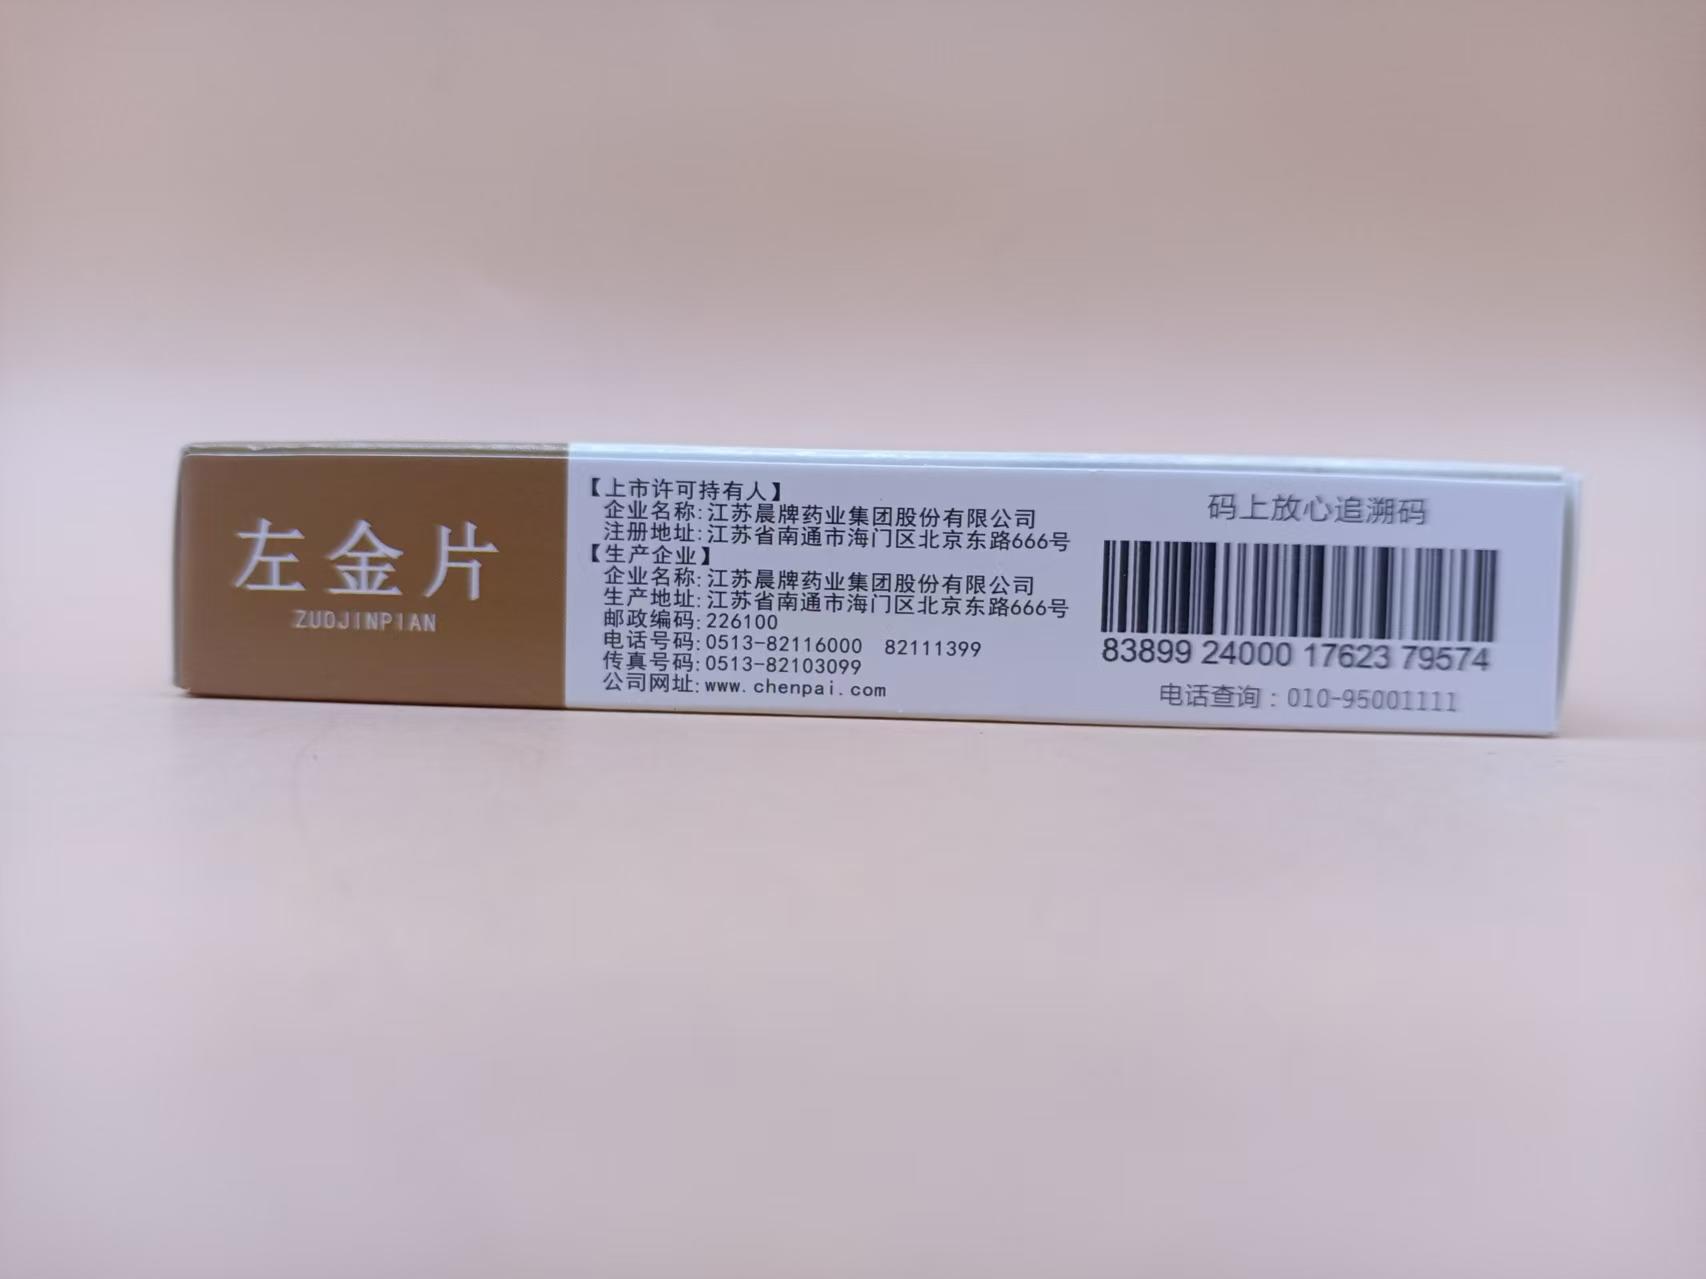 左金片
ZUOJINPIAN
【上市许可持有人】
企业名称:江苏晨牌药业集团股份有限公司
注册地址:江苏省南通市海门区北京东路666号
【生产企业】
企业名称:江苏晨牌药业集团股份有限公司
生产地址:江苏省南通市海门区北京东路666号
邮政编码:226100
电话号码:0513-82116000 82111399
传真号码:0513-82103099
公司网址:www.chenpai.com
码上放心追溯码
83899 24000 17623 79574
电话查询:010-95001111